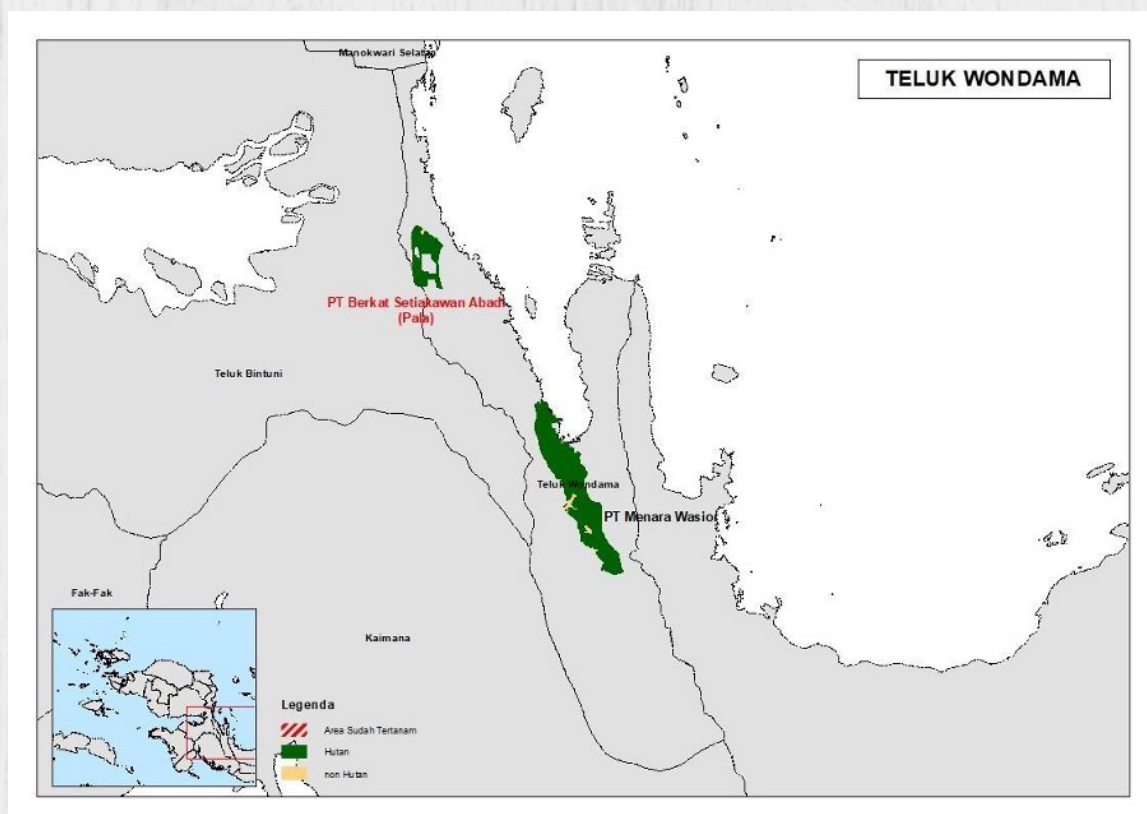 Manokwari Selatan
TELUK WONDAMA
PT Berkat Setiakawan Abadi
(Pala)
Teluk Bintuni
Teluk Wondama
PT Menara Wasior
Fak-Fak
Kaimana
Legenda
Area Sudah Tertanam
Hutan
non Hutan